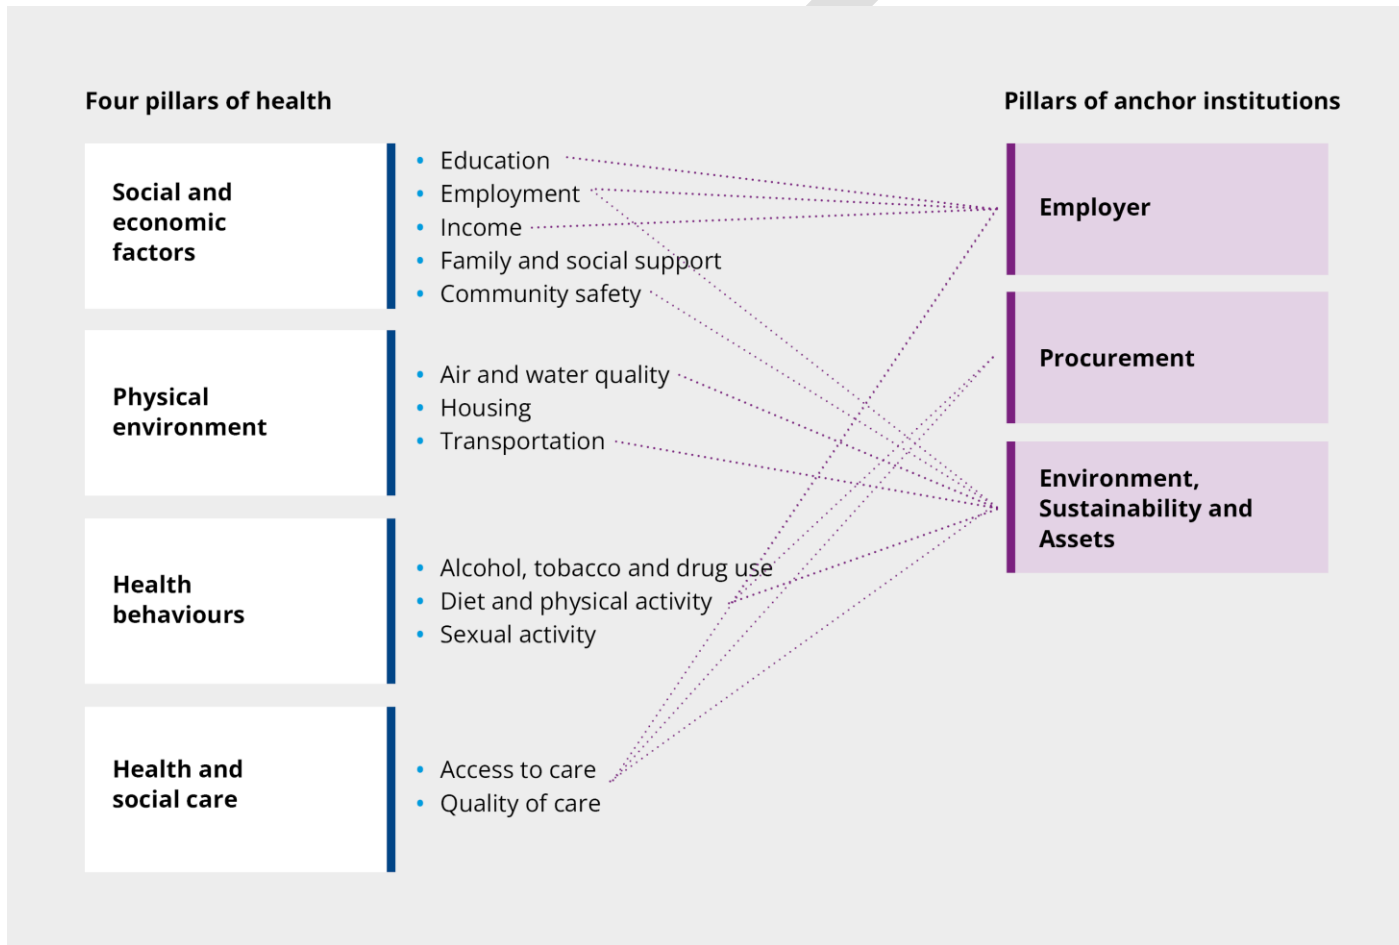 Four pillars of health
Pillars of anchor institutions
Social and
economic
factors
• Education
• Employment
• Income
• Family and social support
• Community safety
Employer
Physical
environment
• Air and water quality
• Housing
• Transportation
Procurement
Health
behaviours
• Alcohol, tobacco and drug use
• Diet and physical activity
• Sexual activity
Environment,
Sustainability and
Assets
Health and
social care
• Access to care
• Quality of care